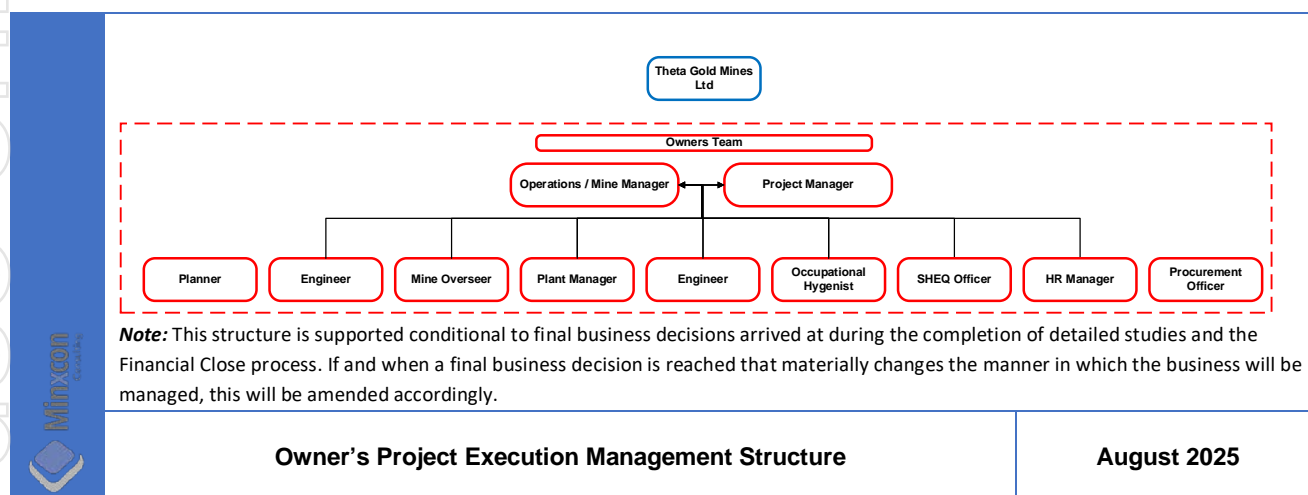 Theta Gold Mines
Ltd
Owners Team
Operations / Mine Manager
Project Manager
Planner
Engineer
Mine Overseer
Plant Manager
Engineer
Occupational
Hygenist
SHEQ Officer
HR Manager
Procurement
Officer
Note: This structure is supported conditional to final business decisions arrived at during the completion of detailed studies and the
Financial Close process. If and when a final business decision is reached that materially changes the manner in which the business will be
managed, this will be amended accordingly.
Minxcon
Owner's Project Execution Management Structure
August 2025